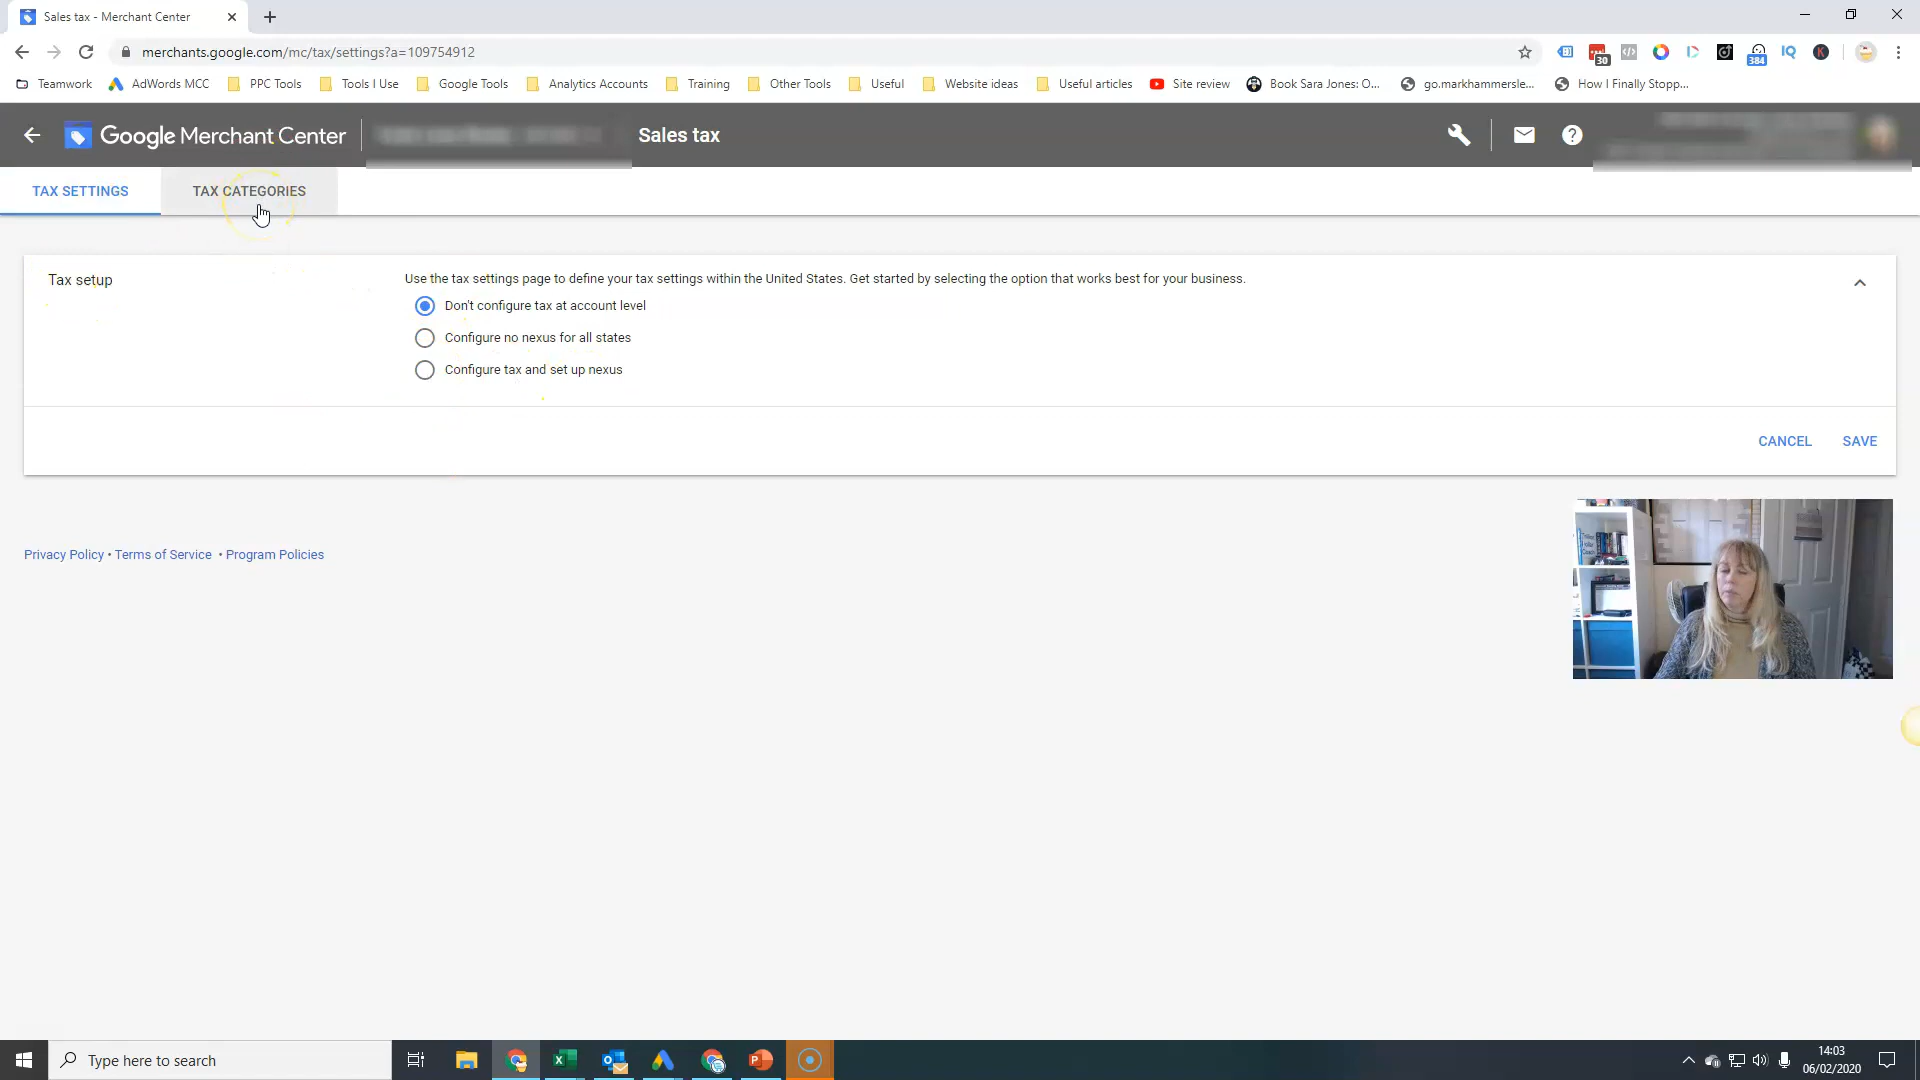 Sales tax - Merchant Center
merchants.google.com/mc/tax/settings?a=109754912
30
384
Teamwork AdWords MCC PPC Tools Tools I Use Google Tools Analytics Accounts Training Other Tools Useful Website ideas Useful articles Site review Book Sara Jones: O... go.markhammersle... How I Finally Stopp...
Google Merchant Center Sales tax
TAX SETTINGS TAX CATEGORIES
Tax setup
Use the tax settings page to define your tax settings within the United States. Get started by selecting the option that works best for your business.
Don't configure tax at account level
Configure no nexus for all states
Configure tax and set up nexus
CANCEL SAVE
Privacy Policy • Terms of Service • Program Policies
Type here to search
14:03
06/02/2020